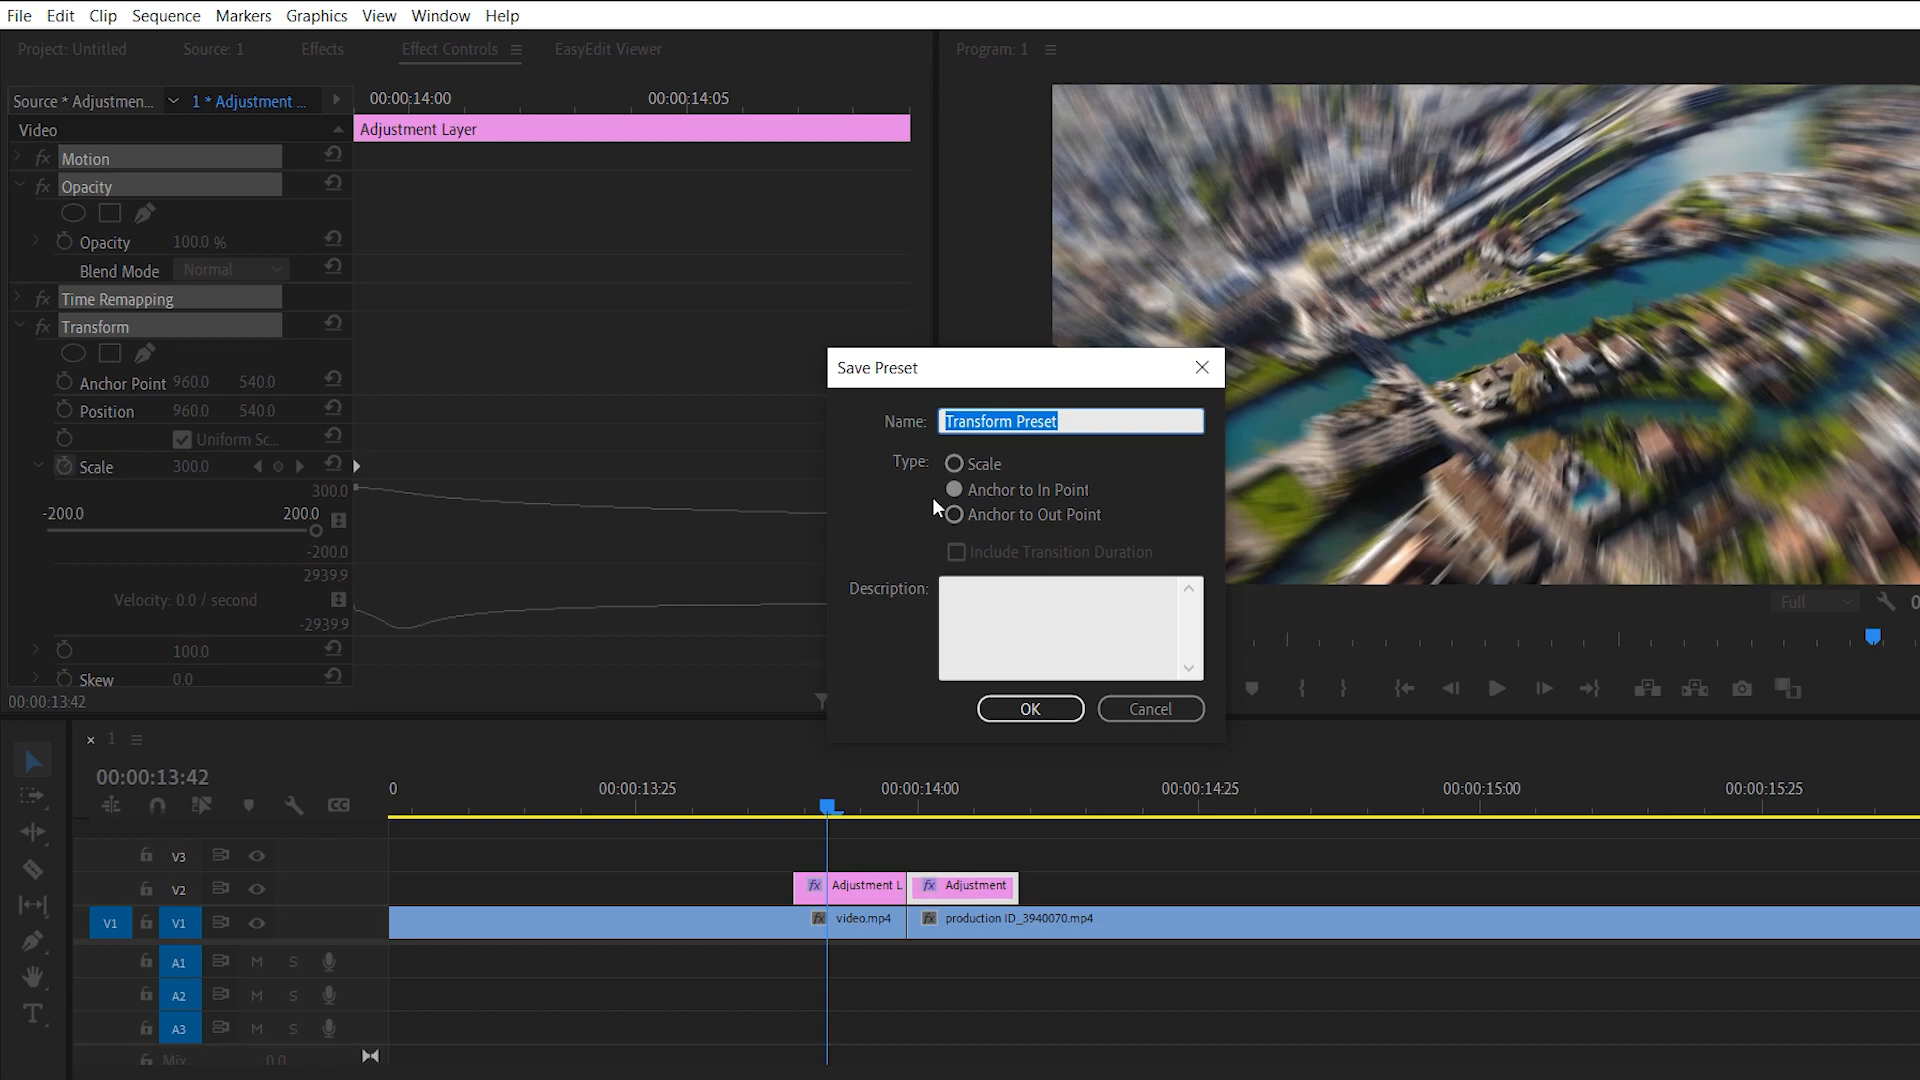 File Edit Clip Sequence Markers Graphics View Window Help
Project: Untitled Source: 1 Effects Effect Controls EasyEdit Viewer Program: 1
Source * Adjustmen... 1 * Adjustment ... 00:00:14:00 00:00:14:05
Video Adjustment Layer
fx Motion
fx Opacity
Opacity 100.0 %
Blend Mode Normal
fx Time Remapping
fx Transform
Anchor Point 960.0 540.0
Position 960.0 540.0
Uniform Sc...
Scale 300.0
300.0
-200.0 200.0
-200.0
2939.9
Velocity: 0.0 / second
-2939.9
100.0
Skew 0.0
00:00:13:42
Save Preset
Name: Transform Preset
Type: Scale
Anchor to In Point
Anchor to Out Point
Include Transition Duration
Description:
OK Cancel
Full 0
1
00:00:13:42
0 00:00:13:25 00:00:14:00 00:00:14:25 00:00:15:00 00:00:15:25
CC
V3
V2 fx Adjustment L fx Adjustment
V1 V1 fx video.mp4 fx production ID_3940070.mp4
A1 M S
A2 M S
A3 M S
Mix 0.0
T